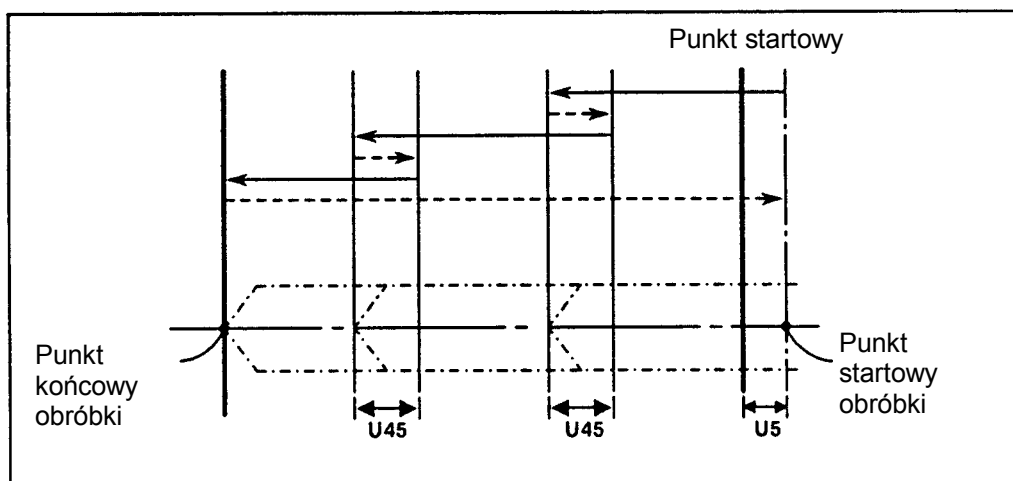 Punkt startowy
Punkt
końcowy
obróbki
Punkt
startowy
obróbki
U45
U45
U5